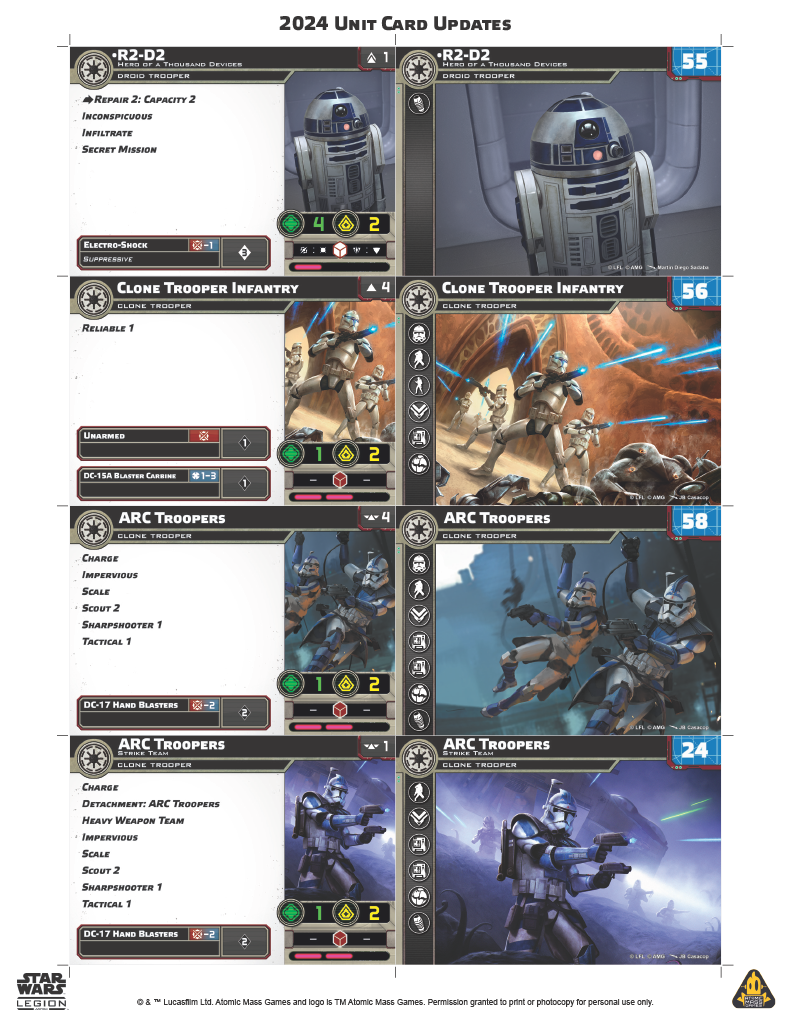 2024 Unit Card Updates
•R2-D2
Hero of a Thousand Devices
Droid Trooper
1
Repair 2: Capacity 2
Inconspicuous
Infiltrate
Secret Mission
4 2
Electro-Shock -1 3
Suppressive
•R2-D2
Hero of a Thousand Devices
Droid Trooper
55
© LFL © AMG Martin Diego Sadaba
Clone Trooper Infantry
Clone Trooper
4
Reliable 1
1 2
Unarmed 1
DC-15A Blaster Carbine 1-3 1
Clone Trooper Infantry
Clone Trooper
56
© LFL © AMG JB Casacop
ARC Troopers
Clone Trooper
4
Charge
Impervious
Scale
Scout 2
Sharpshooter 1
Tactical 1
1 2
DC-17 Hand Blasters -2 2
ARC Troopers
Clone Trooper
58
© LFL © AMG JB Casacop
ARC Troopers
Strike Team
Clone Trooper
1
Charge
Detachment: ARC Troopers
Heavy Weapon Team
Impervious
Scale
Scout 2
Sharpshooter 1
Tactical 1
1 2
DC-17 Hand Blasters -2 2
ARC Troopers
Strike Team
Clone Trooper
24
© LFL © AMG JB Casacop
STAR WARS
LEGION
© & ™ Lucasfilm Ltd. Atomic Mass Games and logo is TM Atomic Mass Games. Permission granted to print or photocopy for personal use only.
ATOMIC MASS GAMES